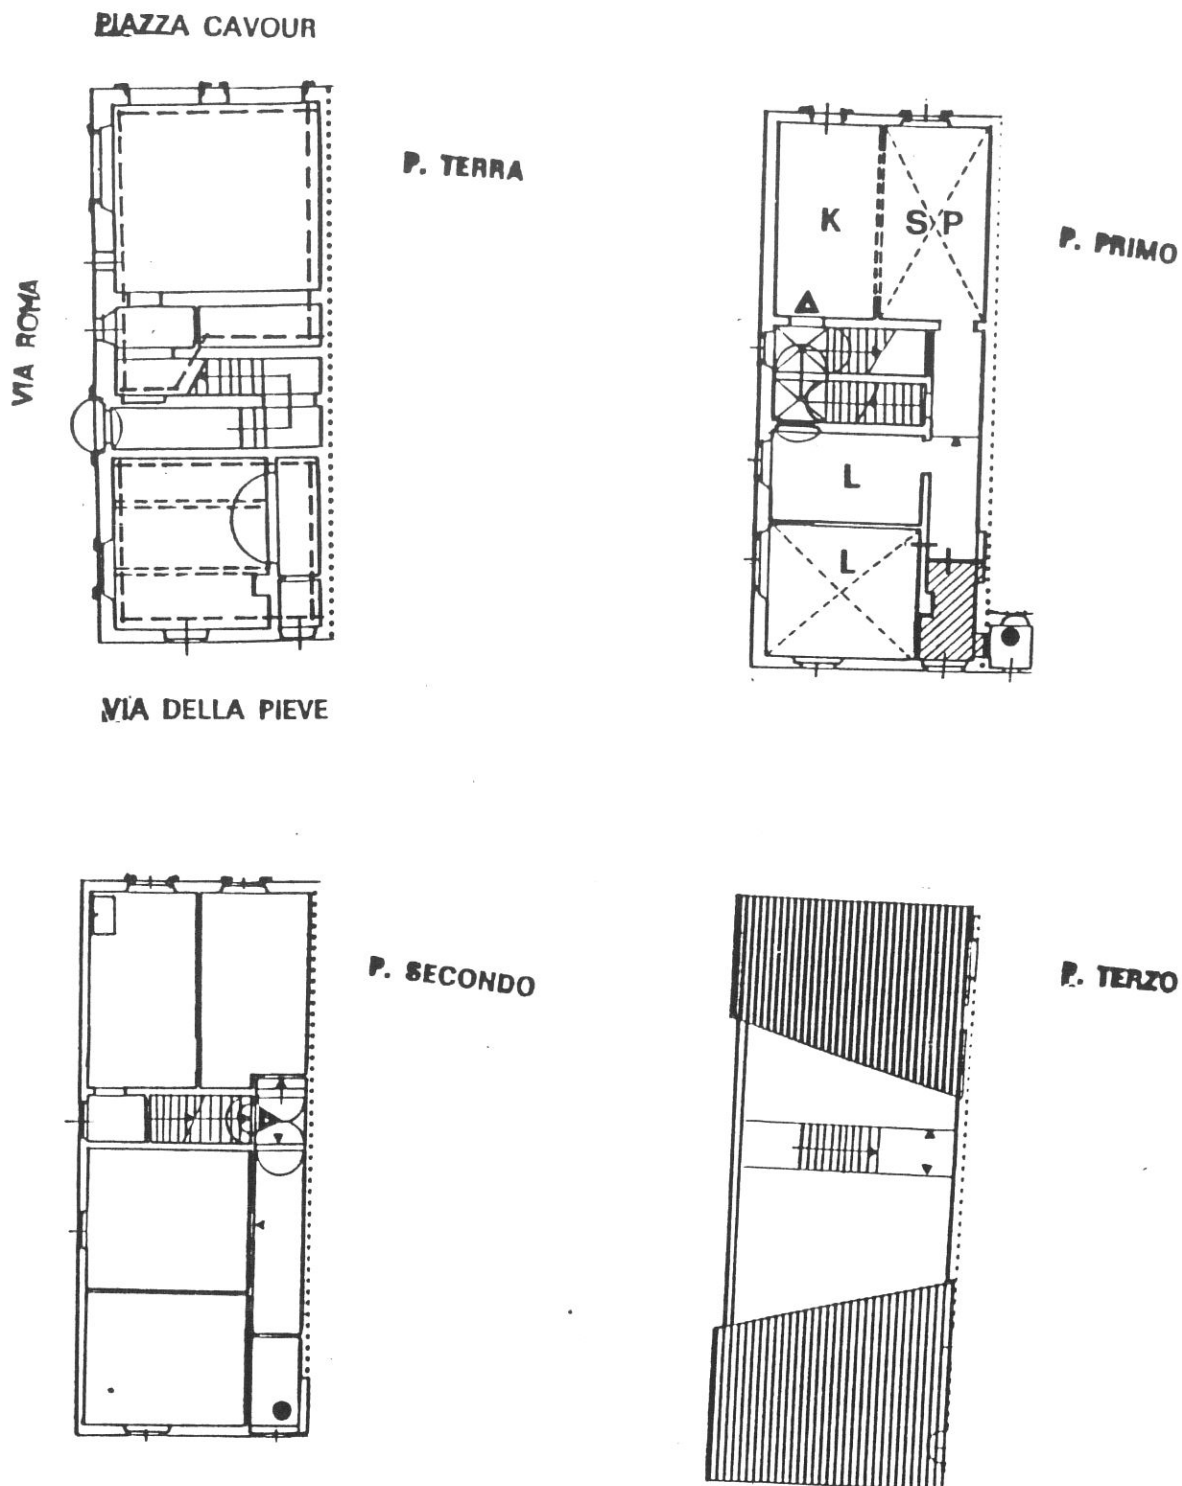 PIAZZA CAVOUR
P. TERRA
VIA ROMA
VIA DELLA PIEVE
K
SP
P. PRIMO
L
L
P. SECONDO
P. TERZO